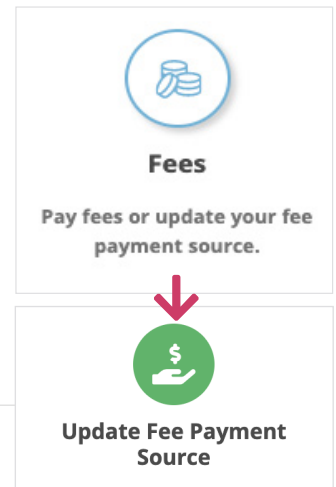 Fees
Pay fees or update your fee
payment source.
$
Update Fee Payment
Source